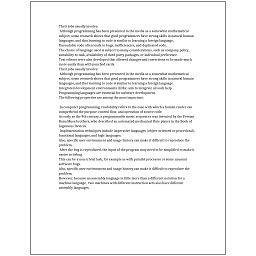 Their jobs usually involve:
Although programming has been presented in the media as a somewhat mathematical
subject, some research shows that good programmers have strong skills in natural human
languages, and that learning to code is similar to learning a foreign language.
Unreadable code often leads to bugs, inefficiencies, and duplicated code.
The choice of language used is subject to many considerations, such as company policy,
suitability to task, availability of third-party packages, or individual preference.
Text editors were also developed that allowed changes and corrections to be made much
more easily than with punched cards.
Their jobs usually involve:
Although programming has been presented in the media as a somewhat mathematical
subject, some research shows that good programmers have strong skills in natural human
languages, and that learning to code is similar to learning a foreign language.
Integrated development environments (IDEs) aim to integrate all such help.
Programming languages are essential for software development.
The following properties are among the most important:
In computer programming, readability refers to the ease with which a human reader can
comprehend the purpose, control flow, and operation of source code.
As early as the 9th century, a programmable music sequencer was invented by the Persian
Banu Musa brothers, who described an automated mechanical flute player in the Book of
Ingenious Devices.
Implementation techniques include imperative languages (object-oriented or procedural),
functional languages, and logic languages.
Also, specific user environment and usage history can make it difficult to reproduce the
problem.
After the bug is reproduced, the input of the program may need to be simplified to make it
easier to debug.
This can be a non-trivial task, for example as with parallel processes or some unusual
software bugs.
Also, specific user environment and usage history can make it difficult to reproduce the
problem.
However, because an assembly language is little more than a different notation for a
machine language, two machines with different instruction sets also have different
assembly languages.